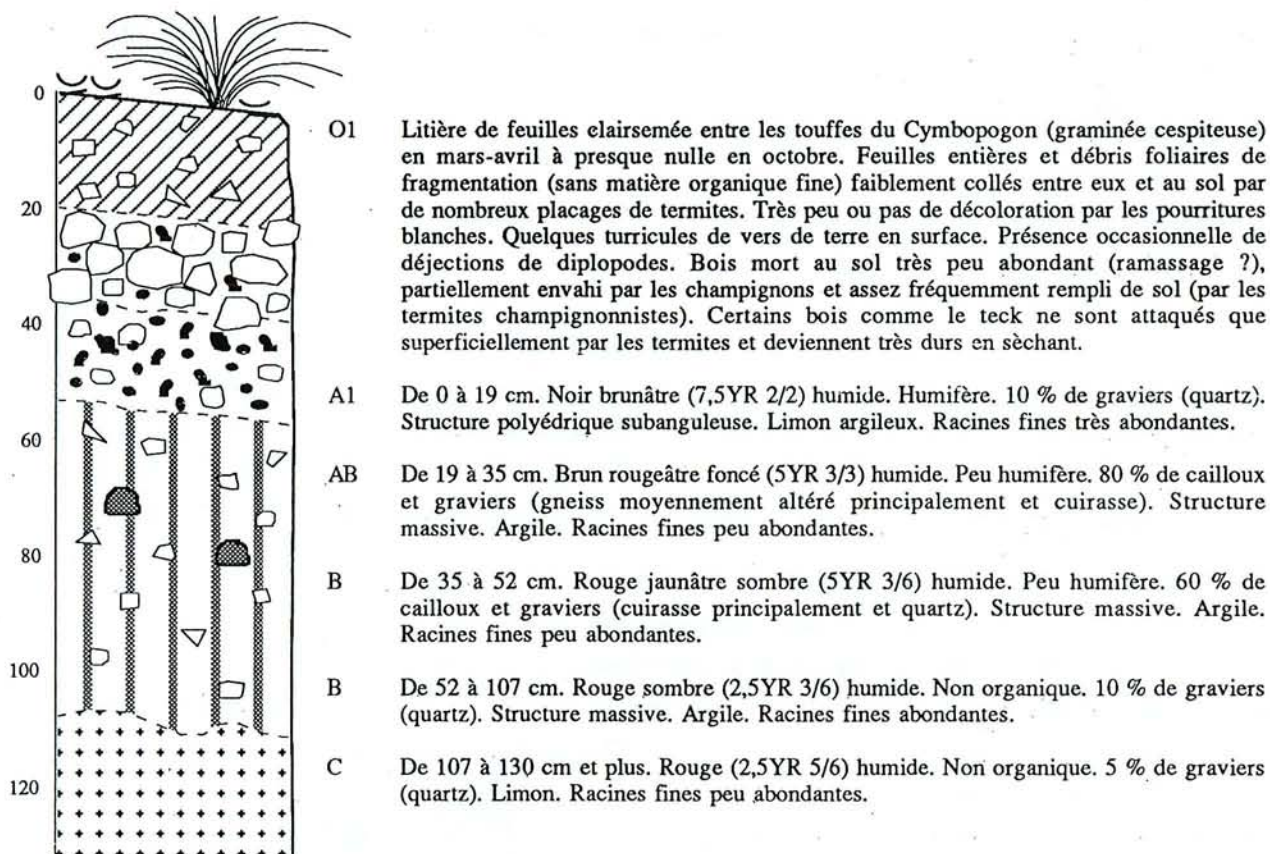 0
20
40
60
80
100
120
O1 Litière de feuilles clairsemée entre les touffes du Cymbopogon (graminée cespiteuse)
en mars-avril à presque nulle en octobre. Feuilles entières et débris foliaires de
fragmentation (sans matière organique fine) faiblement collés entre eux et au sol par
de nombreux placages de termites. Très peu ou pas de décoloration par les pourritures
blanches. Quelques turricules de vers de terre en surface. Présence occasionnelle de
déjections de diplopodes. Bois mort au sol très peu abondant (ramassage ?),
partiellement envahi par les champignons et assez fréquemment rempli de sol (par les
termites champignonnistes). Certains bois comme le teck ne sont attaqués que
superficiellement par les termites et deviennent très durs en sèchant.
A1 De 0 à 19 cm. Noir brunâtre (7,5YR 2/2) humide. Humifère. 10 % de graviers (quartz).
Structure polyédrique subanguleuse. Limon argileux. Racines fines très abondantes.
AB De 19 à 35 cm. Brun rougeâtre foncé (5YR 3/3) humide. Peu humifère. 80 % de cailloux
et graviers (gneiss moyennement altéré principalement et cuirasse). Structure
massive. Argile. Racines fines peu abondantes.
B De 35 à 52 cm. Rouge jaunâtre sombre (5YR 3/6) humide. Peu humifère. 60 % de
cailloux et graviers (cuirasse principalement et quartz). Structure massive. Argile.
Racines fines peu abondantes.
B De 52 à 107 cm. Rouge sombre (2,5YR 3/6) humide. Non organique. 10 % de graviers
(quartz). Structure massive. Argile. Racines fines abondantes.
C De 107 à 130 cm et plus. Rouge (2,5YR 5/6) humide. Non organique. 5 % de graviers
(quartz). Limon. Racines fines peu abondantes.